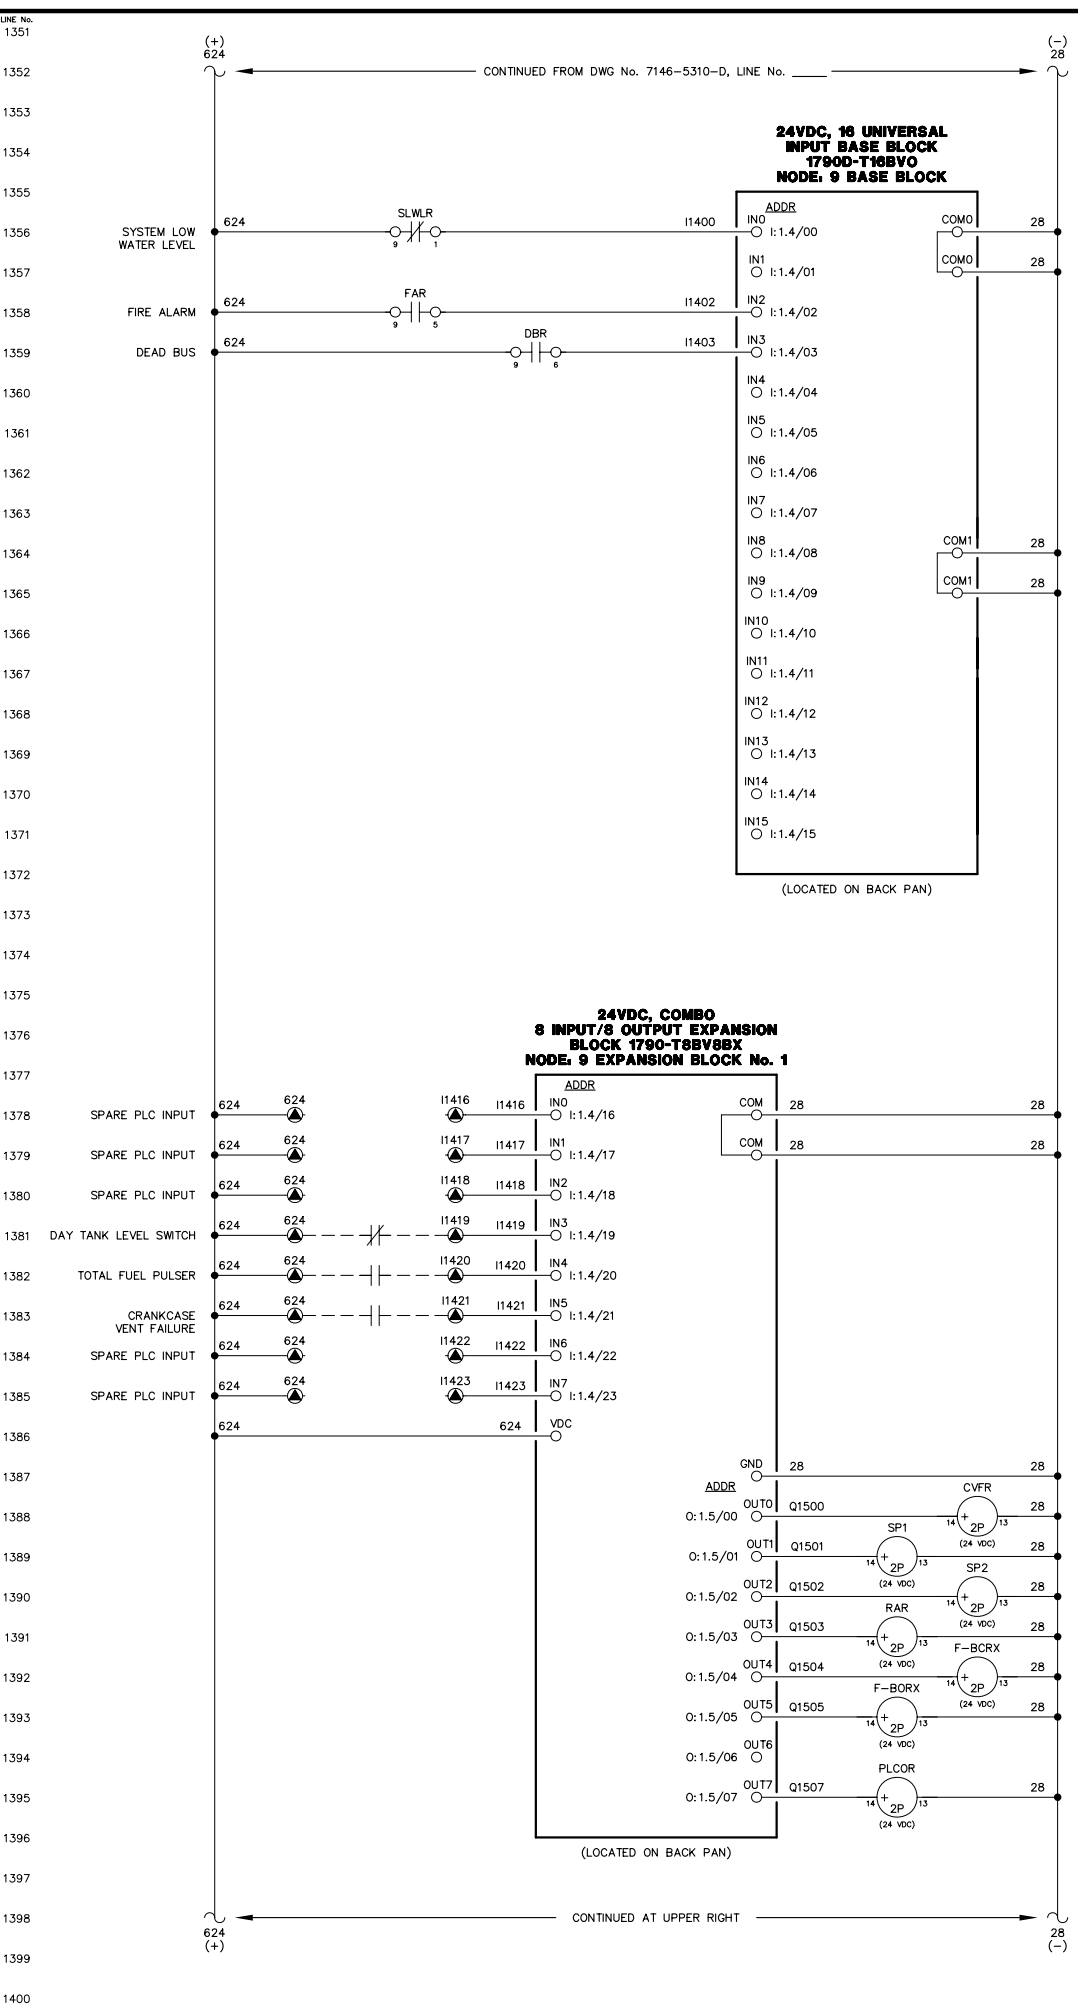 LINE No.
1351
(+)
624
(−)
28
1352
CONTINUED FROM DWG No. 7146-5310-D, LINE No. _____
1353
24VDC, 16 UNIVERSAL
1354
INPUT BASE BLOCK
1790D-T16BVO
NODE: 9 BASE BLOCK
1355
ADDR
1356
SYSTEM LOW
WATER LEVEL
624
SLWLR
9
1
I1400
IN0
I:1.4/00
COM0
28
1357
IN1
I:1.4/01
COM0
28
1358
FIRE ALARM
624
FAR
9
5
I1402
IN2
I:1.4/02
1359
DEAD BUS
624
DBR
9
6
I1403
IN3
I:1.4/03
1360
IN4
I:1.4/04
1361
IN5
I:1.4/05
1362
IN6
I:1.4/06
1363
IN7
I:1.4/07
1364
IN8
I:1.4/08
COM1
28
1365
IN9
I:1.4/09
COM1
28
1366
IN10
I:1.4/10
1367
IN11
I:1.4/11
1368
IN12
I:1.4/12
1369
IN13
I:1.4/13
1370
IN14
I:1.4/14
1371
IN15
I:1.4/15
1372
(LOCATED ON BACK PAN)
1373
1374
1375
24VDC, COMBO
1376
8 INPUT/8 OUTPUT EXPANSION
BLOCK 1790-T8BV8BX
NODE: 9 EXPANSION BLOCK No. 1
1377
ADDR
1378
SPARE PLC INPUT
624
624
I1416
I1416
IN0
I:1.4/16
COM
28
28
1379
SPARE PLC INPUT
624
624
I1417
I1417
IN1
I:1.4/17
COM
28
28
1380
SPARE PLC INPUT
624
624
I1418
I1418
IN2
I:1.4/18
1381
DAY TANK LEVEL SWITCH
624
624
I1419
I1419
IN3
I:1.4/19
1382
TOTAL FUEL PULSER
624
624
I1420
I1420
IN4
I:1.4/20
1383
CRANKCASE
VENT FAILURE
624
624
I1421
I1421
IN5
I:1.4/21
1384
SPARE PLC INPUT
624
624
I1422
I1422
IN6
I:1.4/22
1385
SPARE PLC INPUT
624
624
I1423
I1423
IN7
I:1.4/23
1386
624
624
VDC
1387
GND
28
28
ADDR
1388
O:1.5/00
OUT0
Q1500
CVFR
14
+
2P
13
(24 VDC)
28
1389
O:1.5/01
OUT1
Q1501
SP1
14
+
2P
13
(24 VDC)
28
1390
O:1.5/02
OUT2
Q1502
SP2
14
+
2P
13
(24 VDC)
28
1391
O:1.5/03
OUT3
Q1503
RAR
14
+
2P
13
(24 VDC)
28
1392
O:1.5/04
OUT4
Q1504
F-BCRX
14
+
2P
13
(24 VDC)
28
1393
O:1.5/05
OUT5
Q1505
F-BORX
14
+
2P
13
(24 VDC)
28
1394
O:1.5/06
OUT6
1395
O:1.5/07
OUT7
Q1507
PLCOR
14
+
2P
13
(24 VDC)
28
1396
(LOCATED ON BACK PAN)
1397
1398
CONTINUED AT UPPER RIGHT
624
(+)
28
(−)
1399
1400